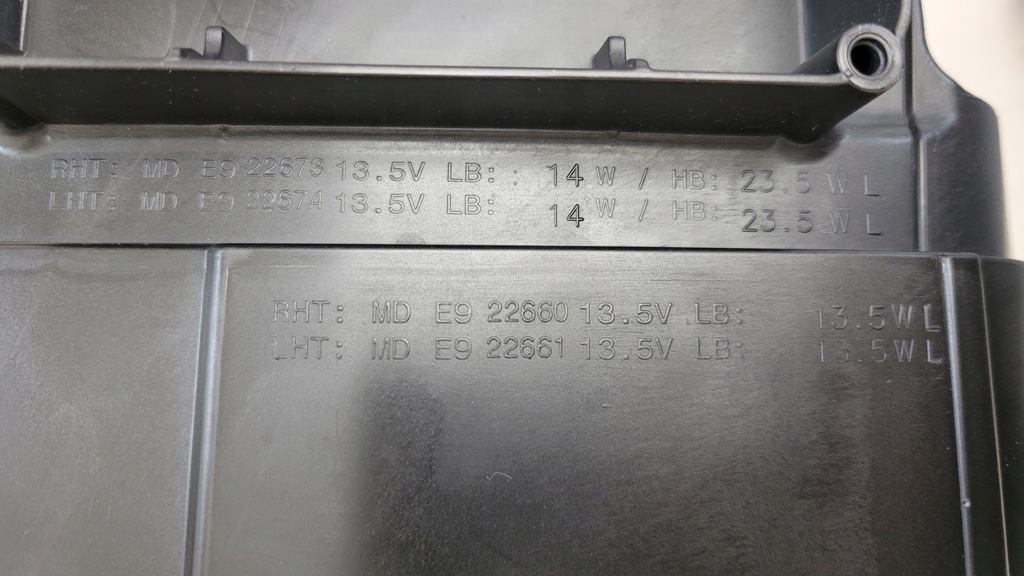 RHT: MD E9 22673 13.5V LB: : 14 W / HB: 23.5 W L
LHT: MD E9 22674 13.5V LB: 14 W / HB: 23.5 W L
RHT: MD E9 22660 13.5V LB: 13.5W L
LHT: MD E9 22661 13.5V LB: 13.5W L